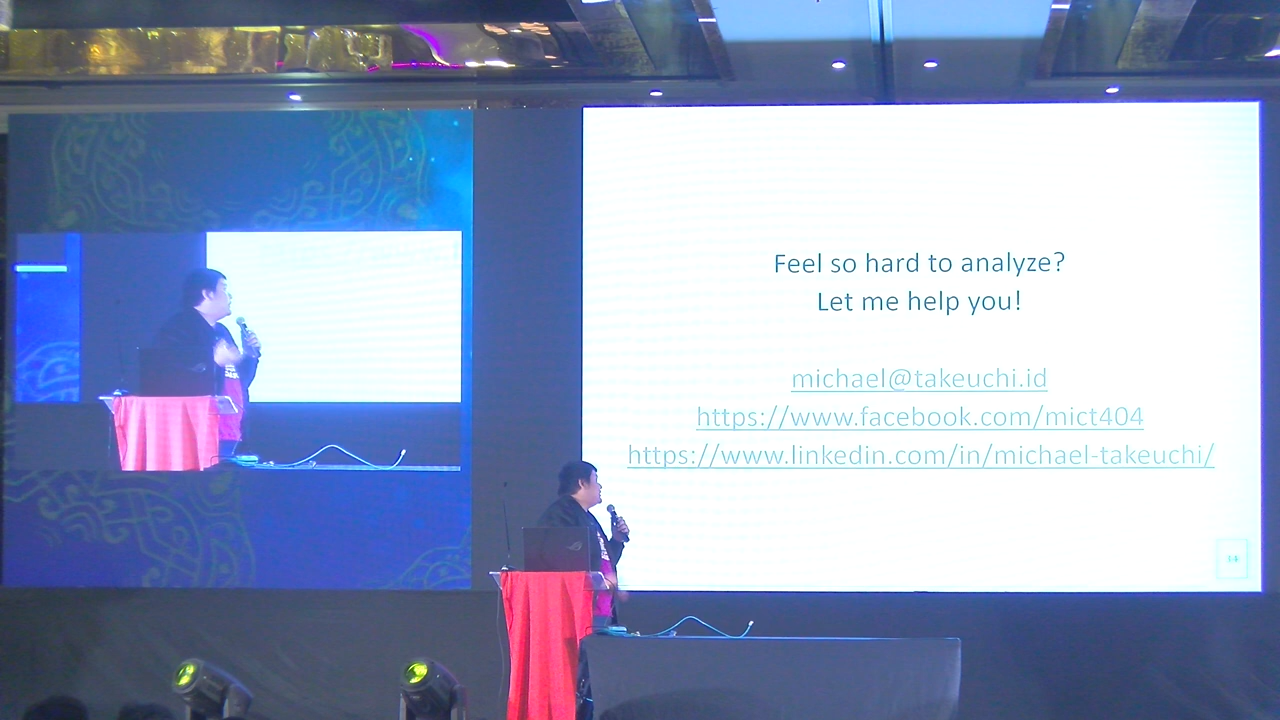 Feel so hard to analyze?
Let me help you!
michael@takeuchi.id
https://www.facebook.com/mict404
https://www.linkedin.com/in/michael-takeuchi/